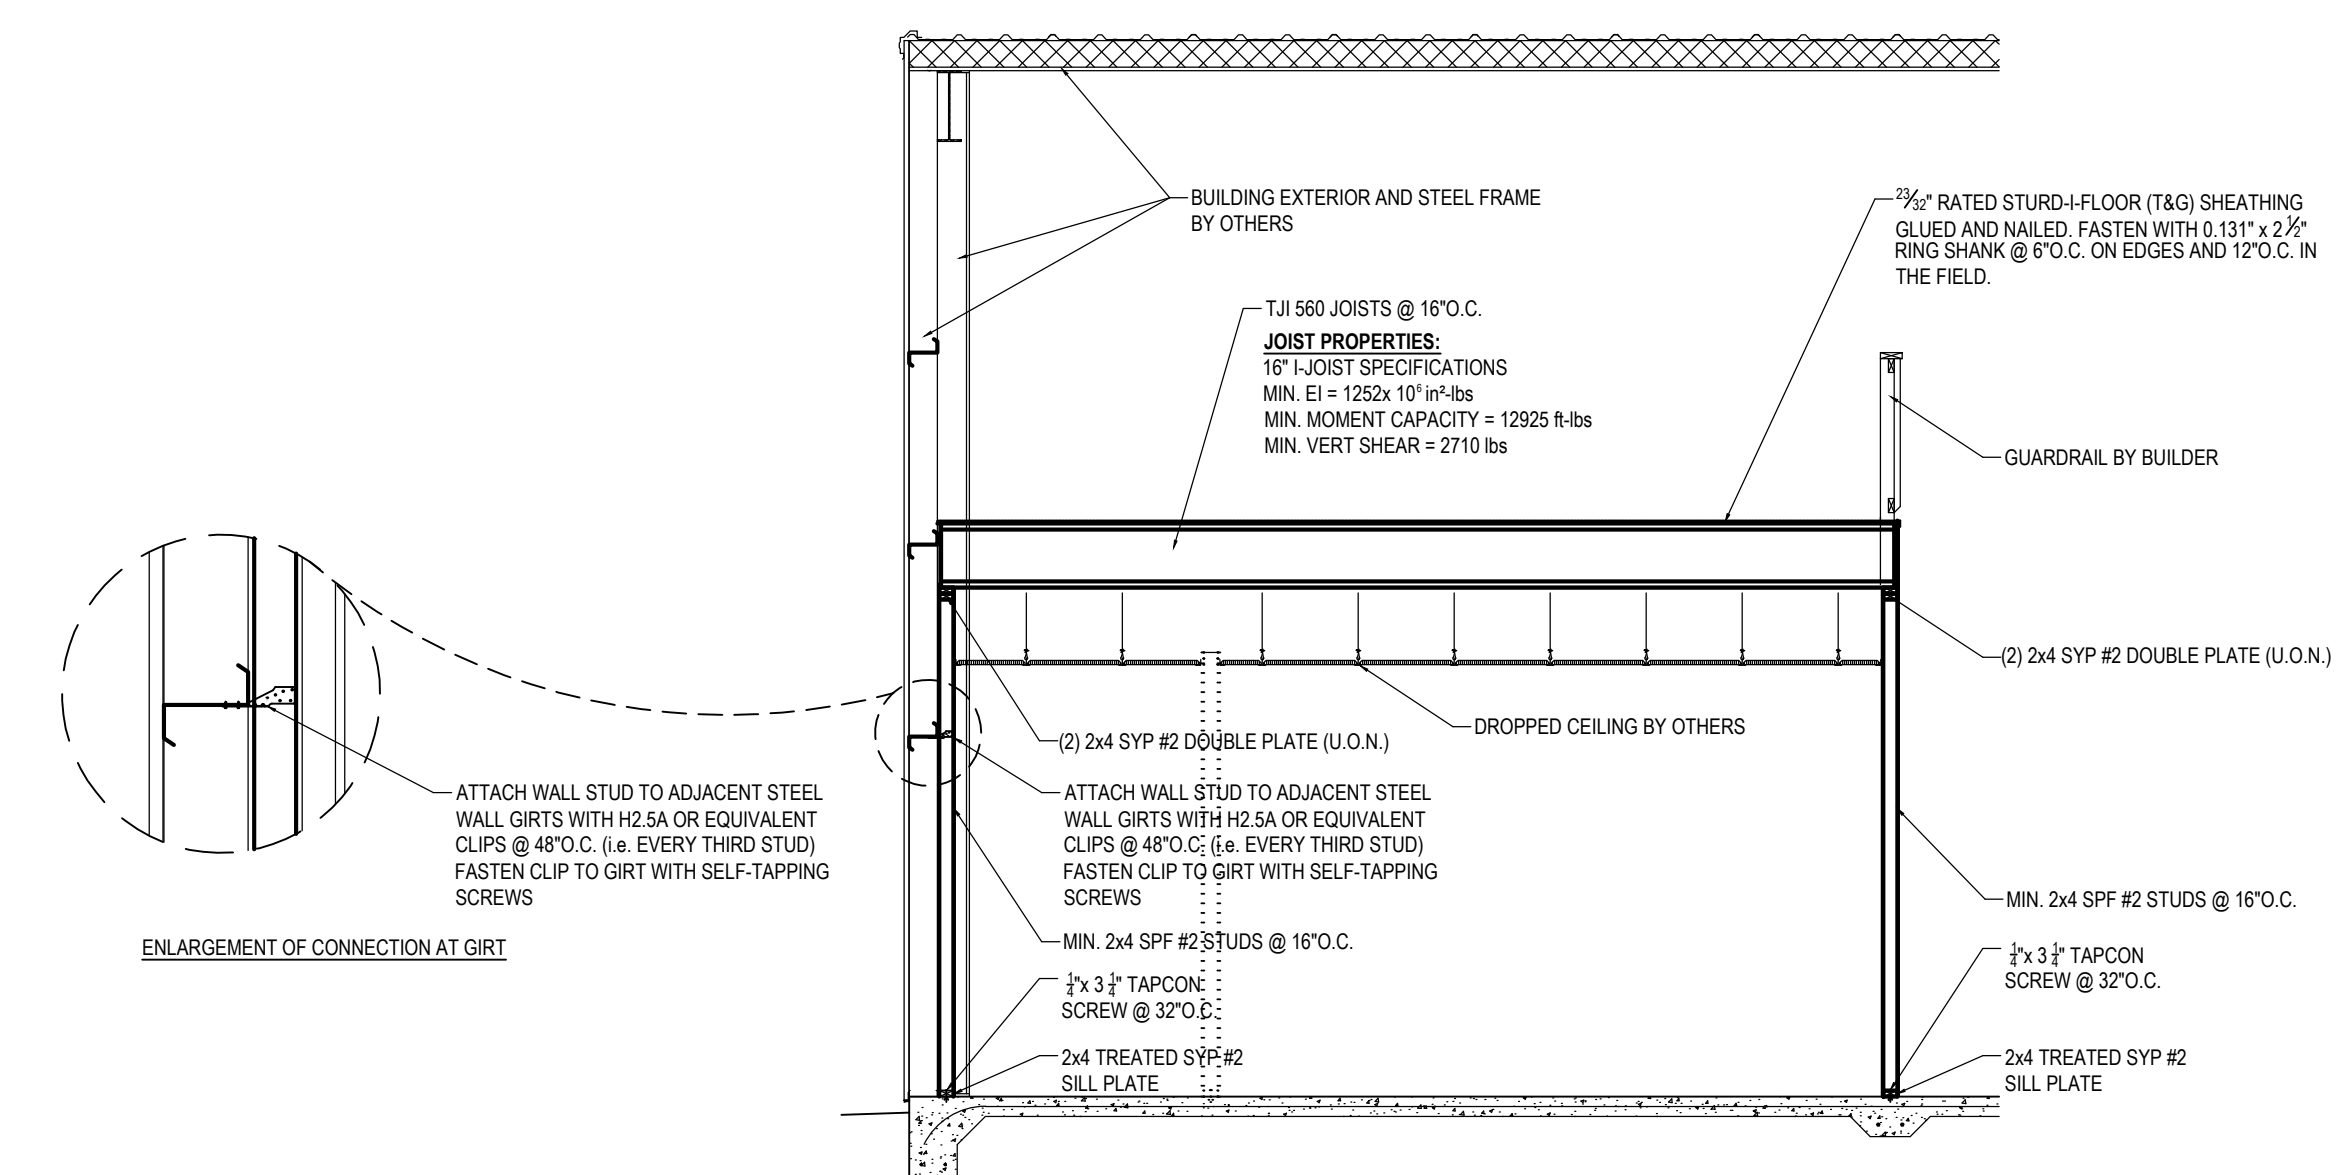 BUILDING EXTERIOR AND STEEL FRAME
BY OTHERS
23/32" RATED STURD-I-FLOOR (T&G) SHEATHING
GLUED AND NAILED. FASTEN WITH 0.131" x 2 1/2"
RING SHANK @ 6"O.C. ON EDGES AND 12"O.C. IN
THE FIELD.
TJI 560 JOISTS @ 16"O.C.
JOIST PROPERTIES:
16" I-JOIST SPECIFICATIONS
MIN. EI = 1252x 10⁶ in²-lbs
MIN. MOMENT CAPACITY = 12925 ft-lbs
MIN. VERT SHEAR = 2710 lbs
GUARDRAIL BY BUILDER
(2) 2x4 SYP #2 DOUBLE PLATE (U.O.N.)
DROPPED CEILING BY OTHERS
(2) 2x4 SYP #2 DOUBLE PLATE (U.O.N.)
ATTACH WALL STUD TO ADJACENT STEEL
WALL GIRTS WITH H2.5A OR EQUIVALENT
CLIPS @ 48"O.C. (i.e. EVERY THIRD STUD)
FASTEN CLIP TO GIRT WITH SELF-TAPPING
SCREWS
ENLARGEMENT OF CONNECTION AT GIRT
ATTACH WALL STUD TO ADJACENT STEEL
WALL GIRTS WITH H2.5A OR EQUIVALENT
CLIPS @ 48"O.C. (i.e. EVERY THIRD STUD)
FASTEN CLIP TO GIRT WITH SELF-TAPPING
SCREWS
MIN. 2x4 SPF #2 STUDS @ 16"O.C.
1/4"x 3 1/4" TAPCON
SCREW @ 32"O.C.
2x4 TREATED SYP #2
SILL PLATE
MIN. 2x4 SPF #2 STUDS @ 16"O.C.
1/4"x 3 1/4" TAPCON
SCREW @ 32"O.C.
2x4 TREATED SYP #2
SILL PLATE